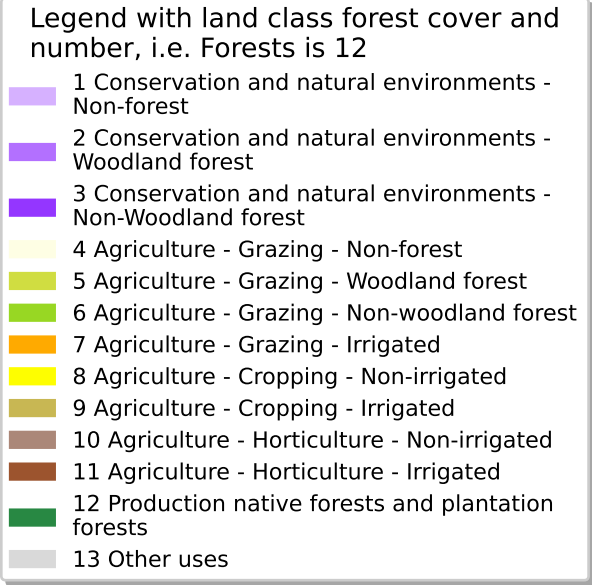 Legend with land class forest cover and
number, i.e. Forests is 12
1 Conservation and natural environments -
Non-forest
2 Conservation and natural environments -
Woodland forest
3 Conservation and natural environments -
Non-Woodland forest
4 Agriculture - Grazing - Non-forest
5 Agriculture - Grazing - Woodland forest
6 Agriculture - Grazing - Non-woodland forest
7 Agriculture - Grazing - Irrigated
8 Agriculture - Cropping - Non-irrigated
9 Agriculture - Cropping - Irrigated
10 Agriculture - Horticulture - Non-irrigated
11 Agriculture - Horticulture - Irrigated
12 Production native forests and plantation
forests
13 Other uses